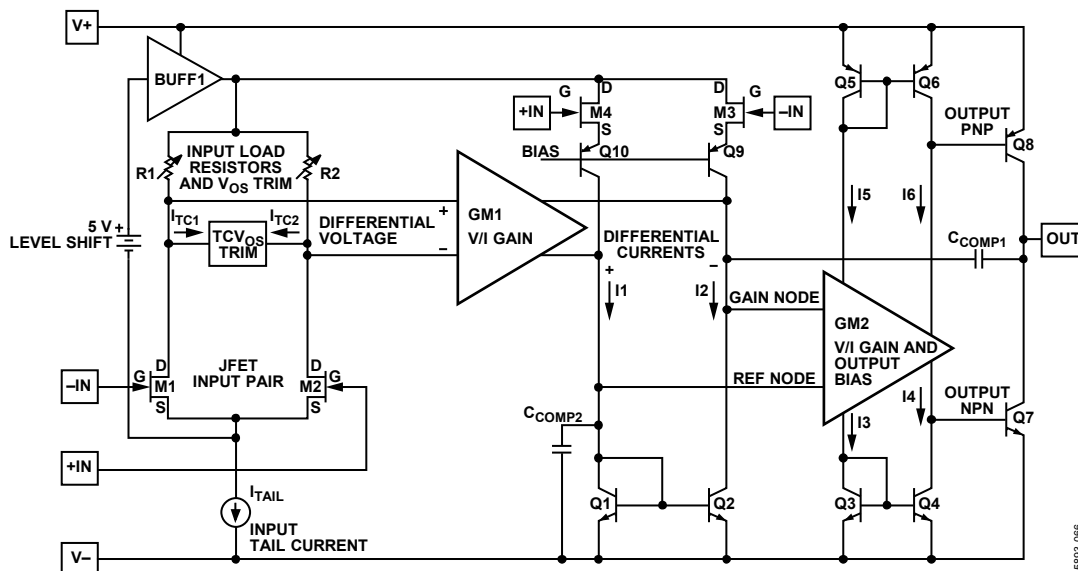 V+
BUFF1
5 V
+
LEVEL SHIFT
R1
INPUT LOAD
RESISTORS
AND VOS TRIM
R2
ITC1
ITC2
TCVOS
TRIM
DIFFERENTIAL
VOLTAGE
+
–
GM1
V/I GAIN
+IN
G
D
M4
S
BIAS
Q10
D
G
M3
S
–IN
Q9
DIFFERENTIAL
CURRENTS
+
–
I1
I2
Q5
Q6
OUTPUT
PNP
Q8
I5
I6
CCOMP1
OUT
GAIN NODE
REF NODE
GM2
V/I GAIN AND
OUTPUT
BIAS
I3
I4
OUTPUT
NPN
Q7
–IN
G
D
M1
S
JFET
INPUT PAIR
D
M2
G
S
+IN
ITAIL
INPUT
TAIL CURRENT
CCOMP2
Q1
Q2
Q3
Q4
V–